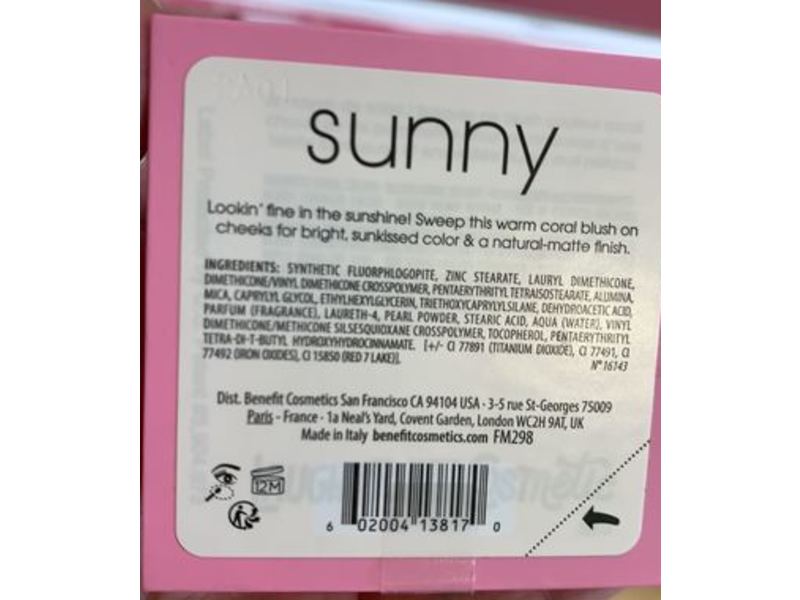 sunny
Lookin' fine in the sunshine! Sweep this warm coral blush on
cheeks for bright, sunkissed color & a natural-matte finish.
INGREDIENTS: SYNTHETIC FLUORPHLOGOPITE, ZINC STEARATE, LAURYL DIMETHICONE,
DIMETHICONE/VINYL DIMETHICONE CROSSPOLYMER, PENTAERYTHRITYL TETRAISOSTEARATE, ALUMINA,
MICA, CAPRYLYL GLYCOL, ETHYLHEXYLGLYCERIN, TRIETHOXYCAPRYLYLSILANE, DEHYDROACETIC ACID,
PARFUM (FRAGRANCE), LAURETH-4, PEARL POWDER, STEARIC ACID, AQUA (WATER), VINYL
DIMETHICONE/METHICONE SILSESQUIOXANE CROSSPOLYMER, TOCOPHEROL, PENTAERYTHRITYL
TETRA-DI-T-BUTYL HYDROXYHYDROCINNAMATE. [+/- CI 77891 (TITANIUM DIOXIDE), CI 77491, CI
77492 (IRON OXIDES), CI 15850 (RED 7 LAKE)]. N° 16143
Dist. Benefit Cosmetics San Francisco CA 94104 USA · 3-5 rue St-Georges 75009
Paris - France · 1a Neal's Yard, Covent Garden, London WC2H 9AT, UK
Made in Italy benefitcosmetics.com FM298
12M
6 02004 13817 0